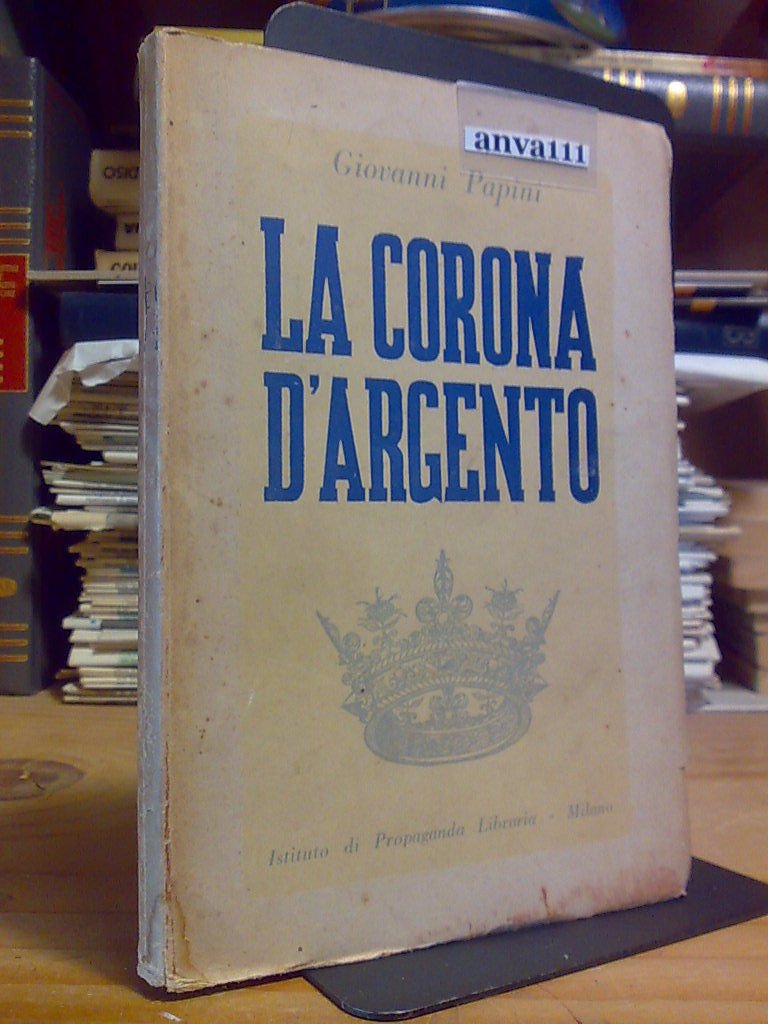 anva111
Giovanni Papini
LA CORONA
D'ARGENTO
Istituto di Propaganda Libraria - Milano